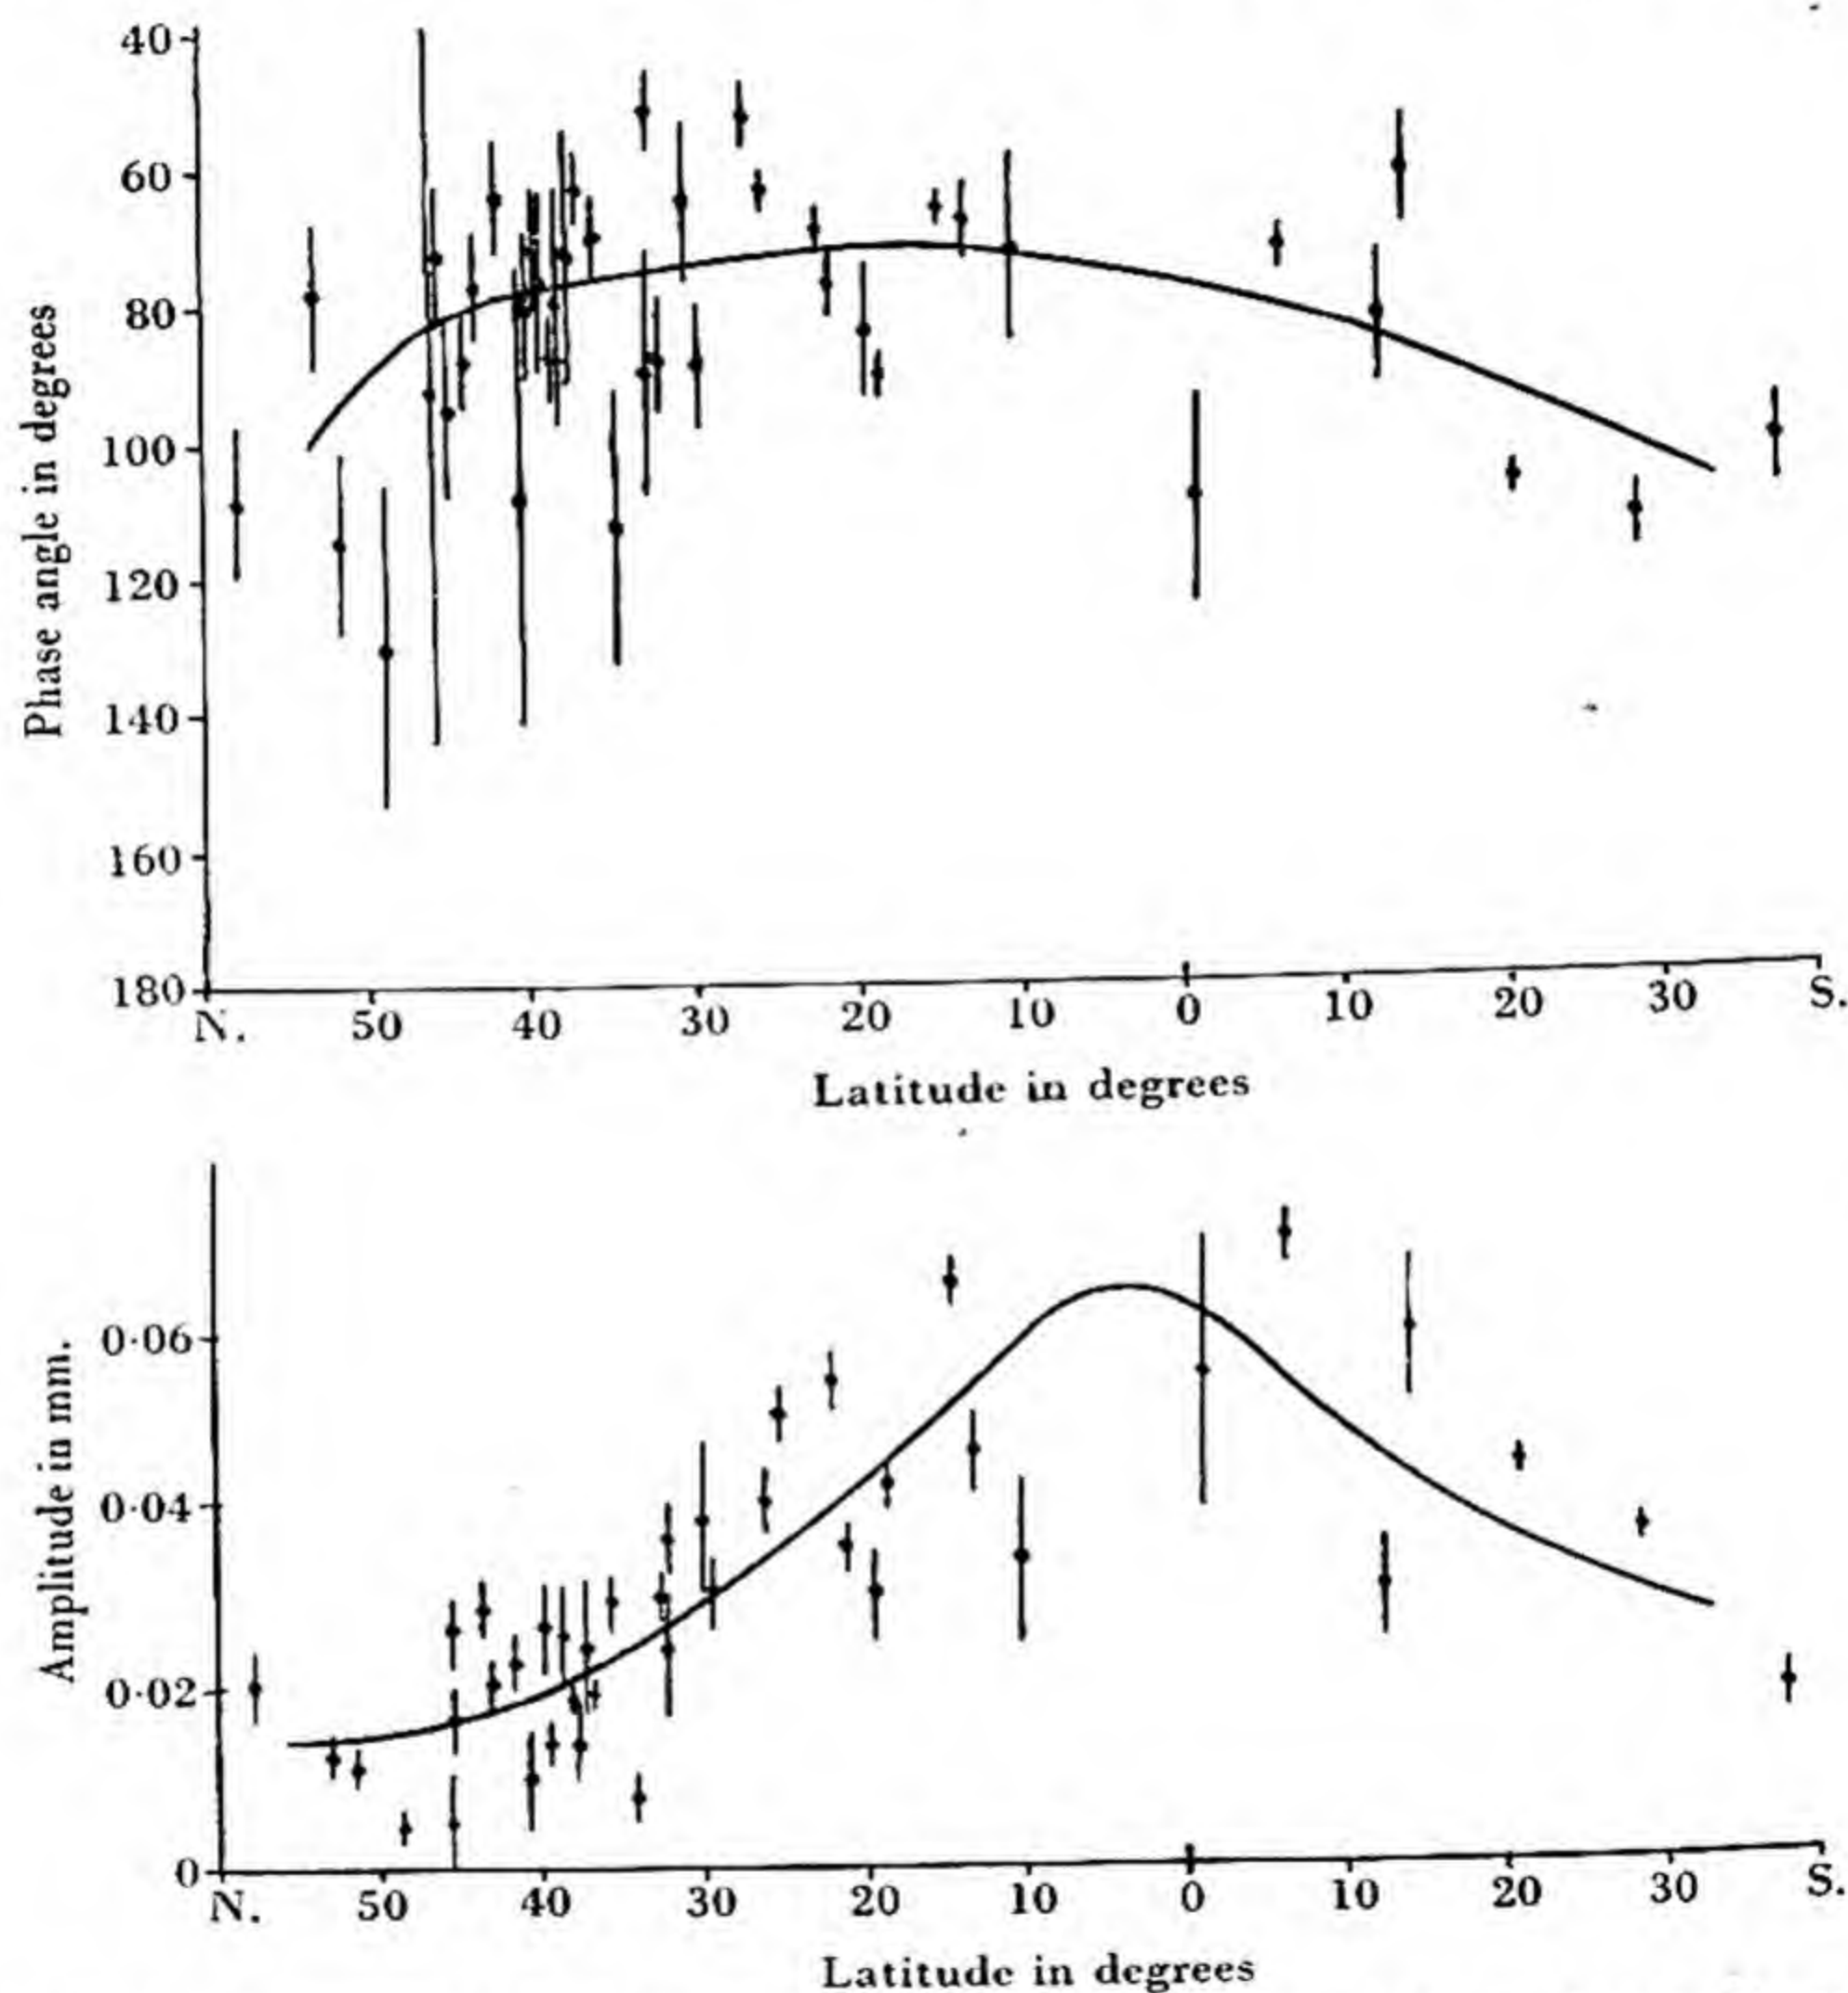 Phase angle in degrees
40
60
80
100
120
140
160
180
N. 50 40 30 20 10 0 10 20 30 S.
Latitude in degrees
Amplitude in mm.
0·06
0·04
0·02
0
N. 50 40 30 20 10 0 10 20 30 S.
Latitude in degrees